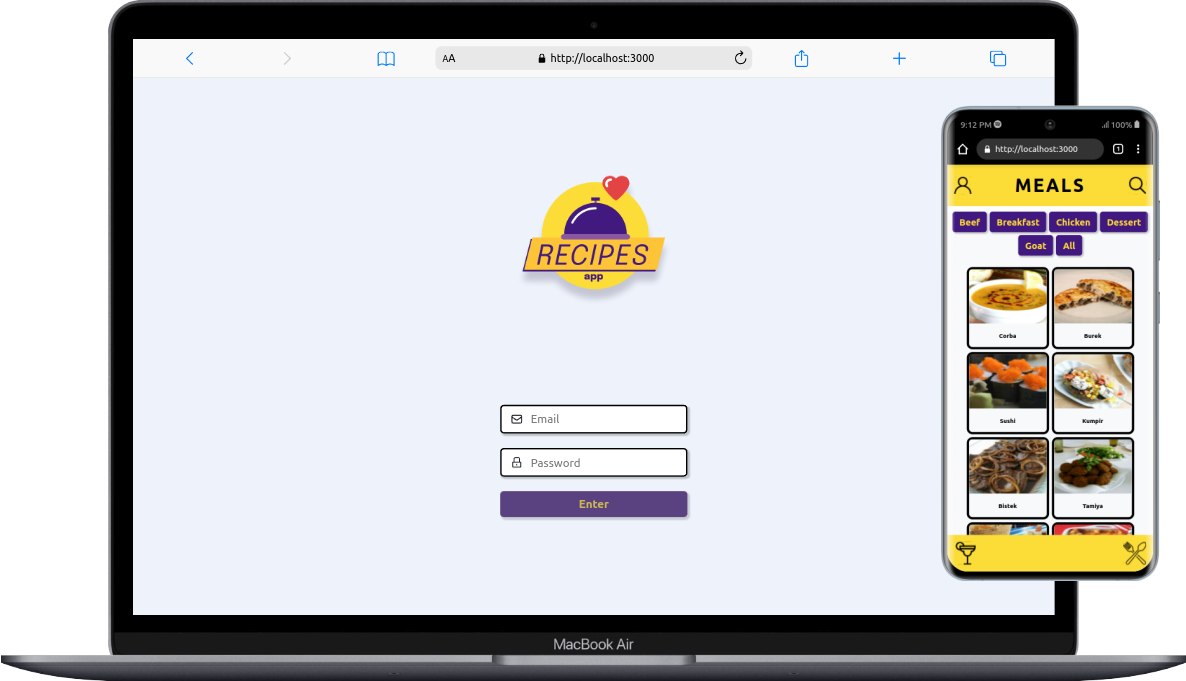 AA
http://localhost:3000
RECIPES
app
Email
Password
Enter
MacBook Air
9:12 PM
100%
http://localhost:3000
1
MEALS
Beef Breakfast Chicken Dessert
Goat All
Corba Burek
Sushi Kumpir
Bistek Tamiya